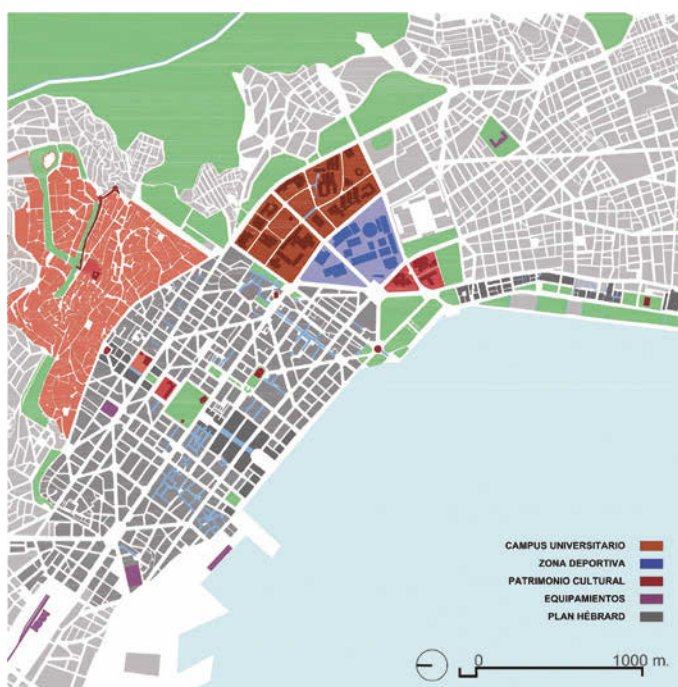 CAMPUS UNIVERSITARIO
ZONA DEPORTIVA
PATRIMONIO CULTURAL
EQUIPAMIENTOS
PLAN HÉBRARD
0 1000 m.